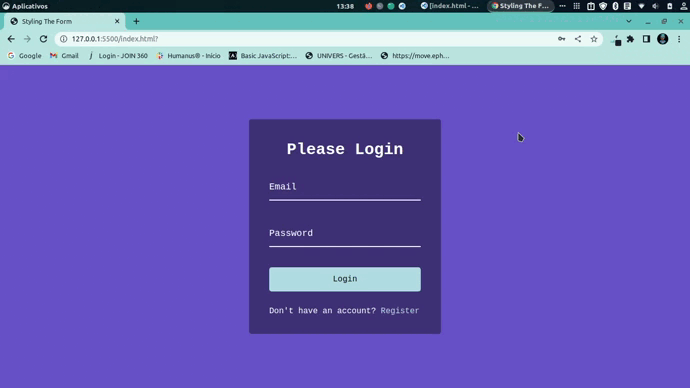 Aplicativos
13:38
[index.html -...
Styling The F...
Styling The Form
127.0.0.1:5500/index.html?
Google
Gmail
Login - JOIN 360
Humanus® - Início
Basic JavaScript:...
UNIVERS - Gestã...
https://move.eph...
Please Login
Email
Password
Login
Don't have an account? Register